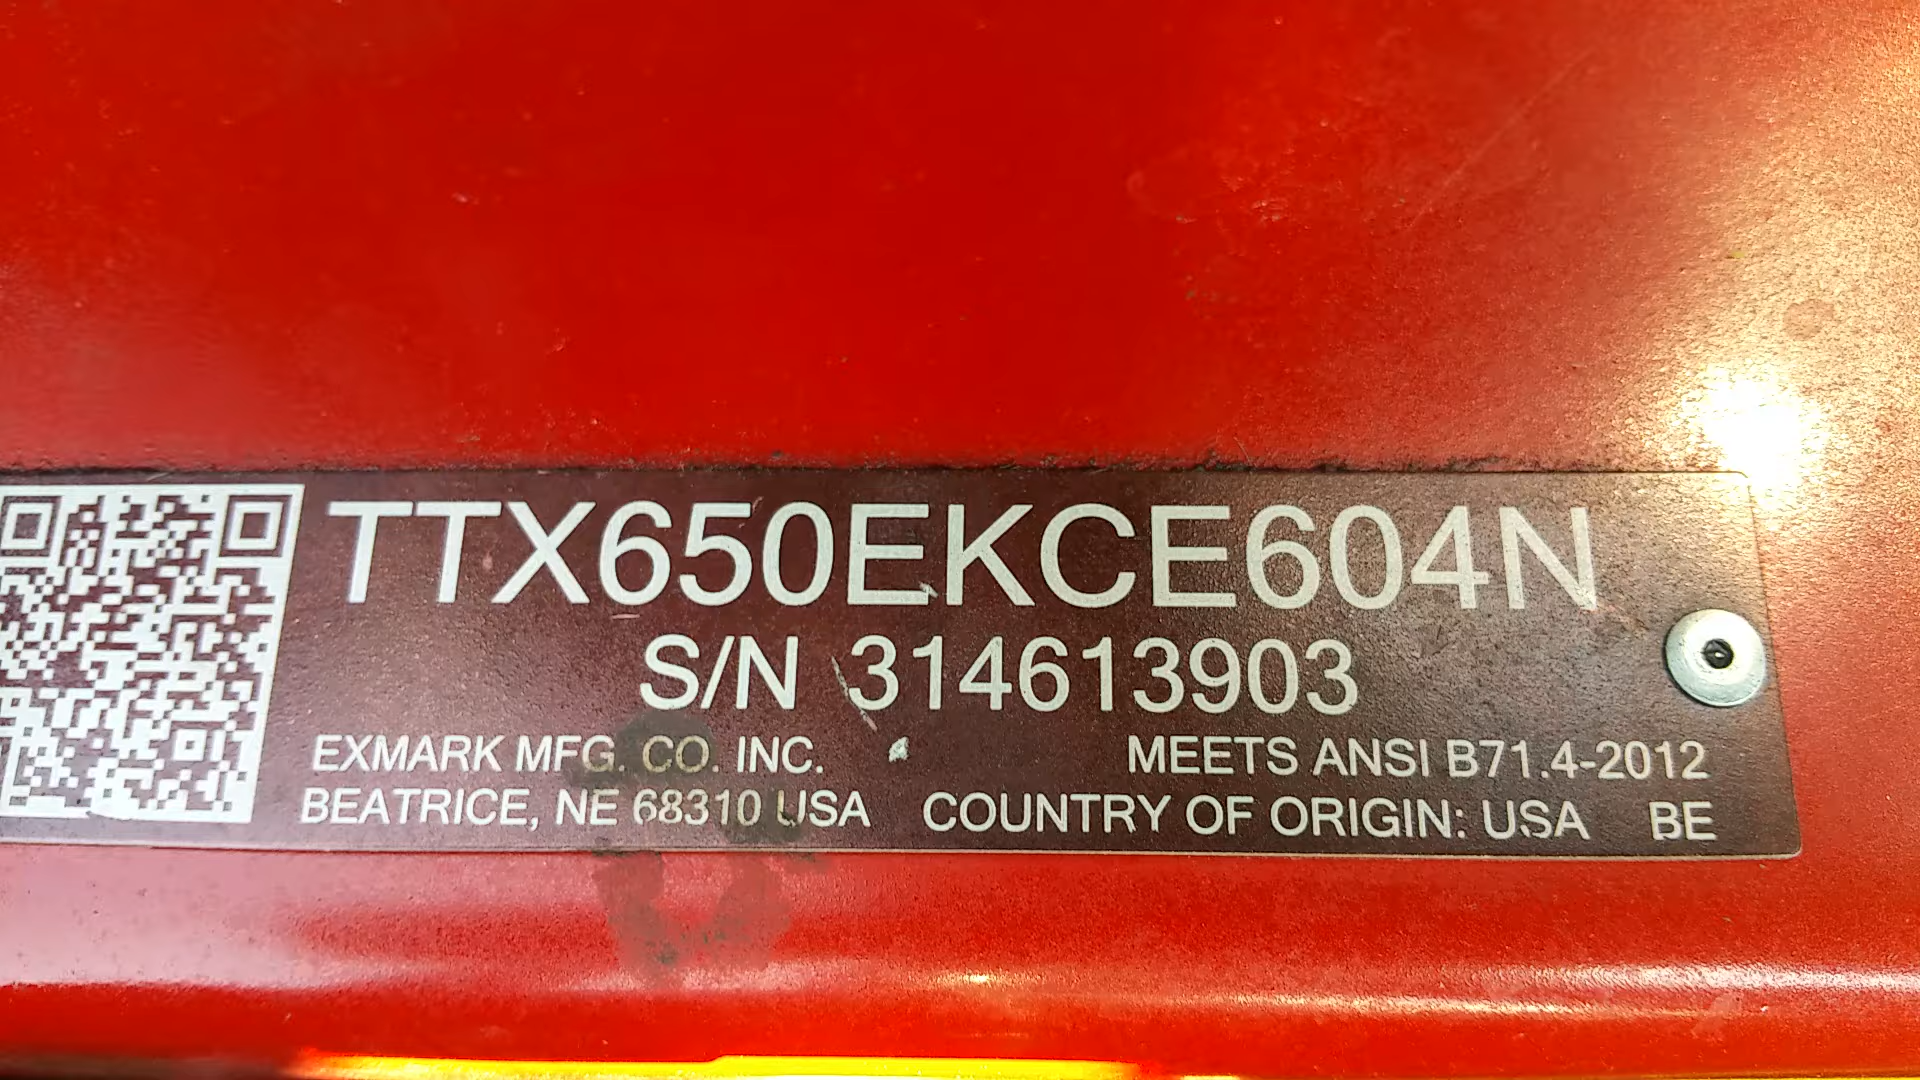 TTX650EKCE604N
S/N 314613903
EXMARK MFG. CO. INC. MEETS ANSI B71.4-2012
BEATRICE, NE 68310 USA COUNTRY OF ORIGIN: USA BE